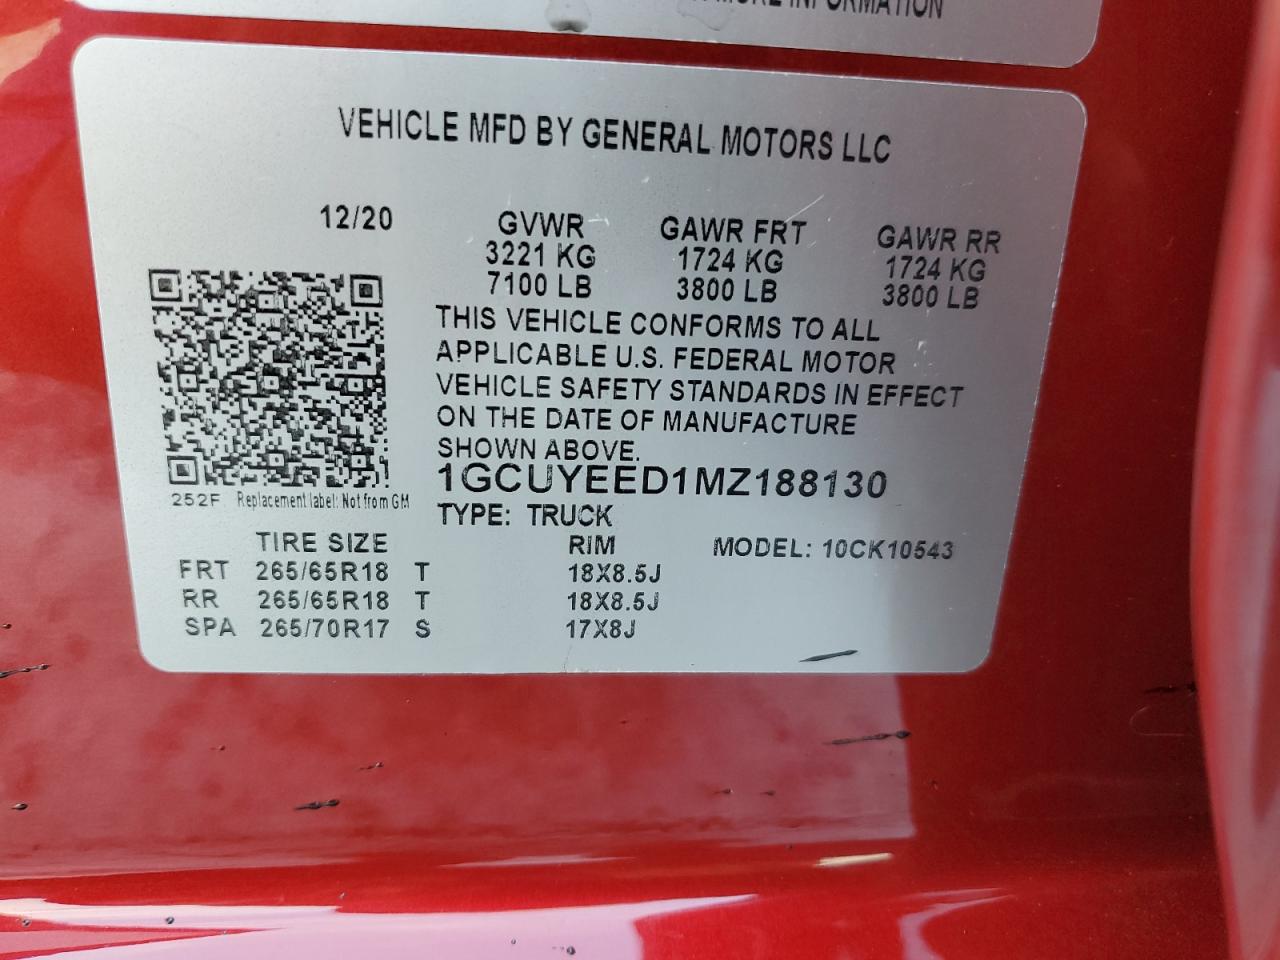 MORE INFORMATION
VEHICLE MFD BY GENERAL MOTORS LLC
12/20
GVWR
3221 KG
7100 LB
GAWR FRT
1724 KG
3800 LB
GAWR RR
1724 KG
3800 LB
THIS VEHICLE CONFORMS TO ALL
APPLICABLE U.S. FEDERAL MOTOR
VEHICLE SAFETY STANDARDS IN EFFECT
ON THE DATE OF MANUFACTURE
SHOWN ABOVE.
252F Replacement label: Not from GM
1GCUYEED1MZ188130
TYPE: TRUCK
TIRE SIZE RIM MODEL: 10CK10543
FRT 265/65R18 T 18X8.5J
RR 265/65R18 T 18X8.5J
SPA 265/70R17 S 17X8J